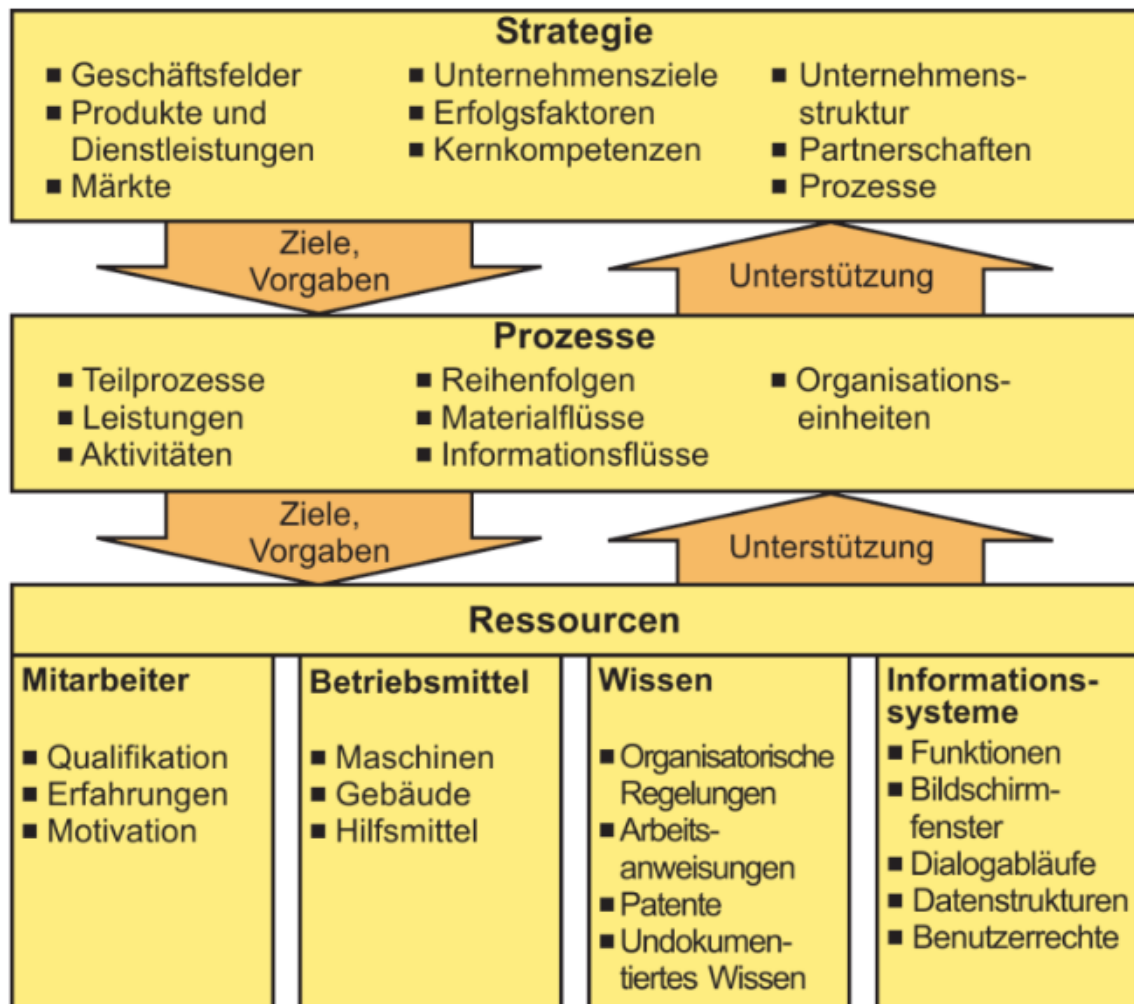 Strategie
■ Geschäftsfelder
■ Produkte und
Dienstleistungen
■ Märkte
■ Unternehmensziele
■ Erfolgsfaktoren
■ Kernkompetenzen
■ Unternehmens-
struktur
■ Partnerschaften
■ Prozesse
Ziele,
Vorgaben
Unterstützung
Prozesse
■ Teilprozesse
■ Leistungen
■ Aktivitäten
■ Reihenfolgen
■ Materialflüsse
■ Informationsflüsse
■ Organisations-
einheiten
Ziele,
Vorgaben
Unterstützung
Ressourcen
Mitarbeiter
■ Qualifikation
■ Erfahrungen
■ Motivation
Betriebsmittel
■ Maschinen
■ Gebäude
■ Hilfsmittel
Wissen
■ Organisatorische
Regelungen
■ Arbeits-
anweisungen
■ Patente
■ Undokumen-
tiertes Wissen
Informations-
systeme
■ Funktionen
■ Bildschirm-
fenster
■ Dialogabläufe
■ Datenstrukturen
■ Benutzerrechte